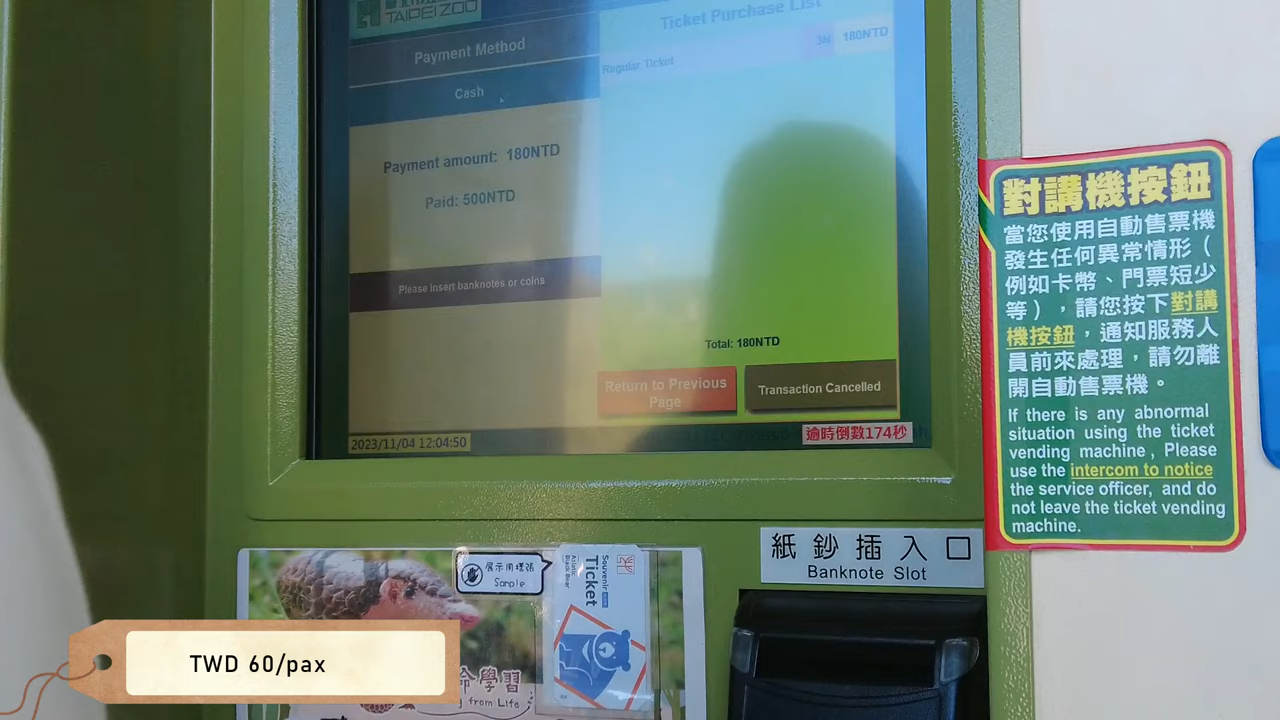 TAIPEI ZOO
Payment Method
Cash
Payment amount: 180NTD
Paid: 500NTD
Please insert banknotes or coins
Ticket Purchase List
180NTD
Regular Ticket
Total: 180NTD
Return to Previous
Page
Transaction Cancelled
2023/11/04 12:04:50
逾時倒數174秒
對講機按鈕
當您使用自動售票機
發生任何異常情形（
例如卡幣、門票短少
等），請您按下對講
機按鈕，通知服務人
員前來處理，請勿離
開自動售票機。
If there is any abnormal
situation using the ticket
vending machine, Please
use the intercom to notice
the service officer, and do
not leave the ticket vending
machine.
紙鈔插入口
Banknote Slot
展示用樣張
Sample
Souvenir
Ticket
Black Bear
命學習
from Life
TWD 60/pax